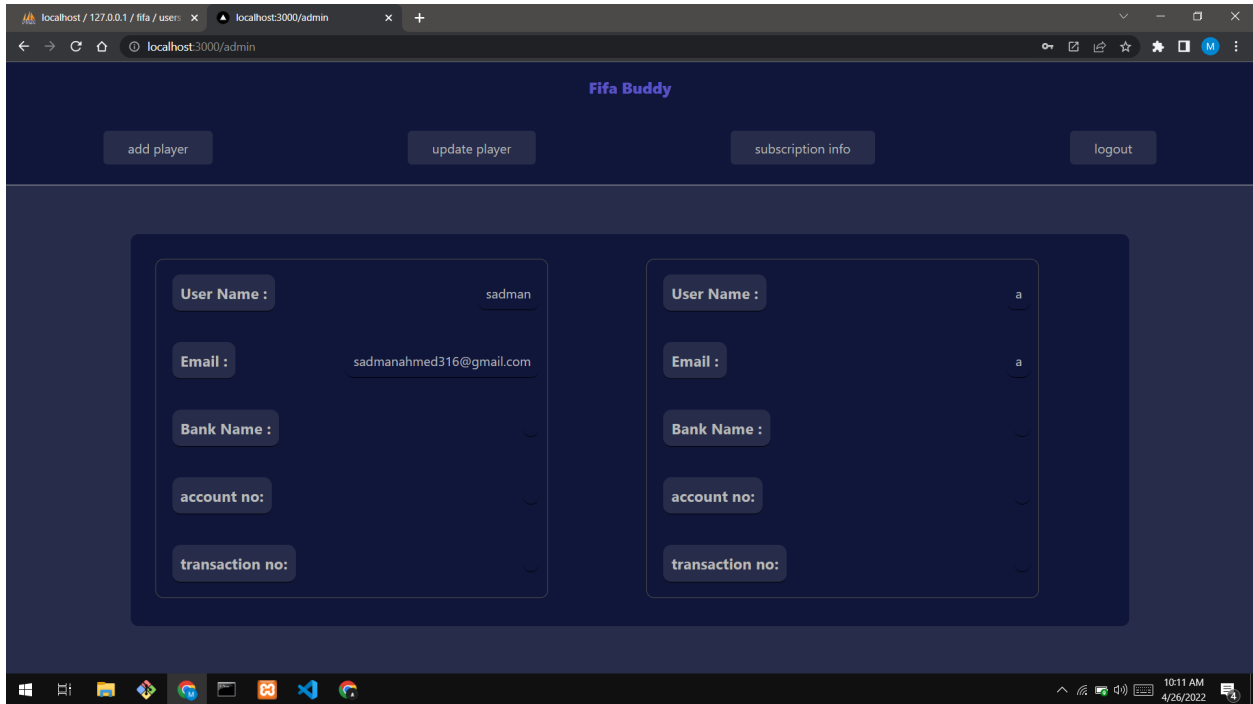 localhost / 127.0.0.1 / fifa / users
localhost:3000/admin
localhost:3000/admin
M
Fifa Buddy
add player
update player
subscription info
logout
User Name :
sadman
Email :
sadmanahmed316@gmail.com
Bank Name :
account no:
transaction no:
User Name :
a
Email :
a
Bank Name :
account no:
transaction no:
10:11 AM
4/26/2022
4